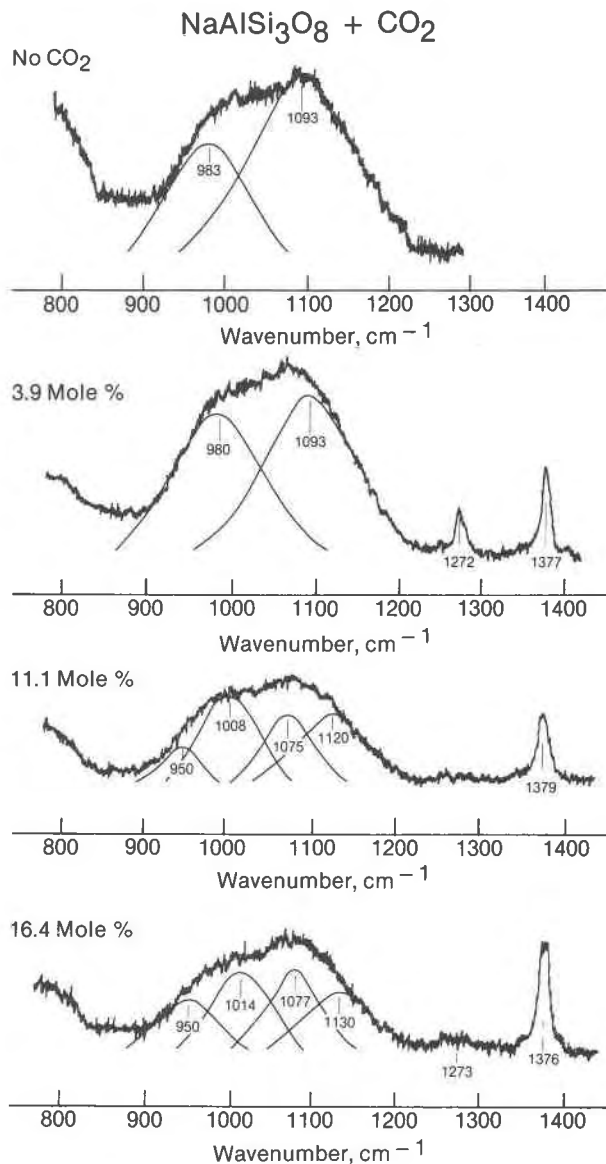 NaAlSi3O8 + CO2
No CO2
983
1093
800 900 1000 1100 1200 1300 1400
Wavenumber, cm −1
3.9 Mole %
980
1093
1272
1377
800 900 1000 1100 1200 1300 1400
Wavenumber, cm −1
11.1 Mole %
950
1008
1075
1120
1379
800 900 1000 1100 1200 1300 1400
Wavenumber, cm −1
16.4 Mole %
950
1014
1077
1130
1273
1376
800 900 1000 1100 1200 1300 1400
Wavenumber, cm −1